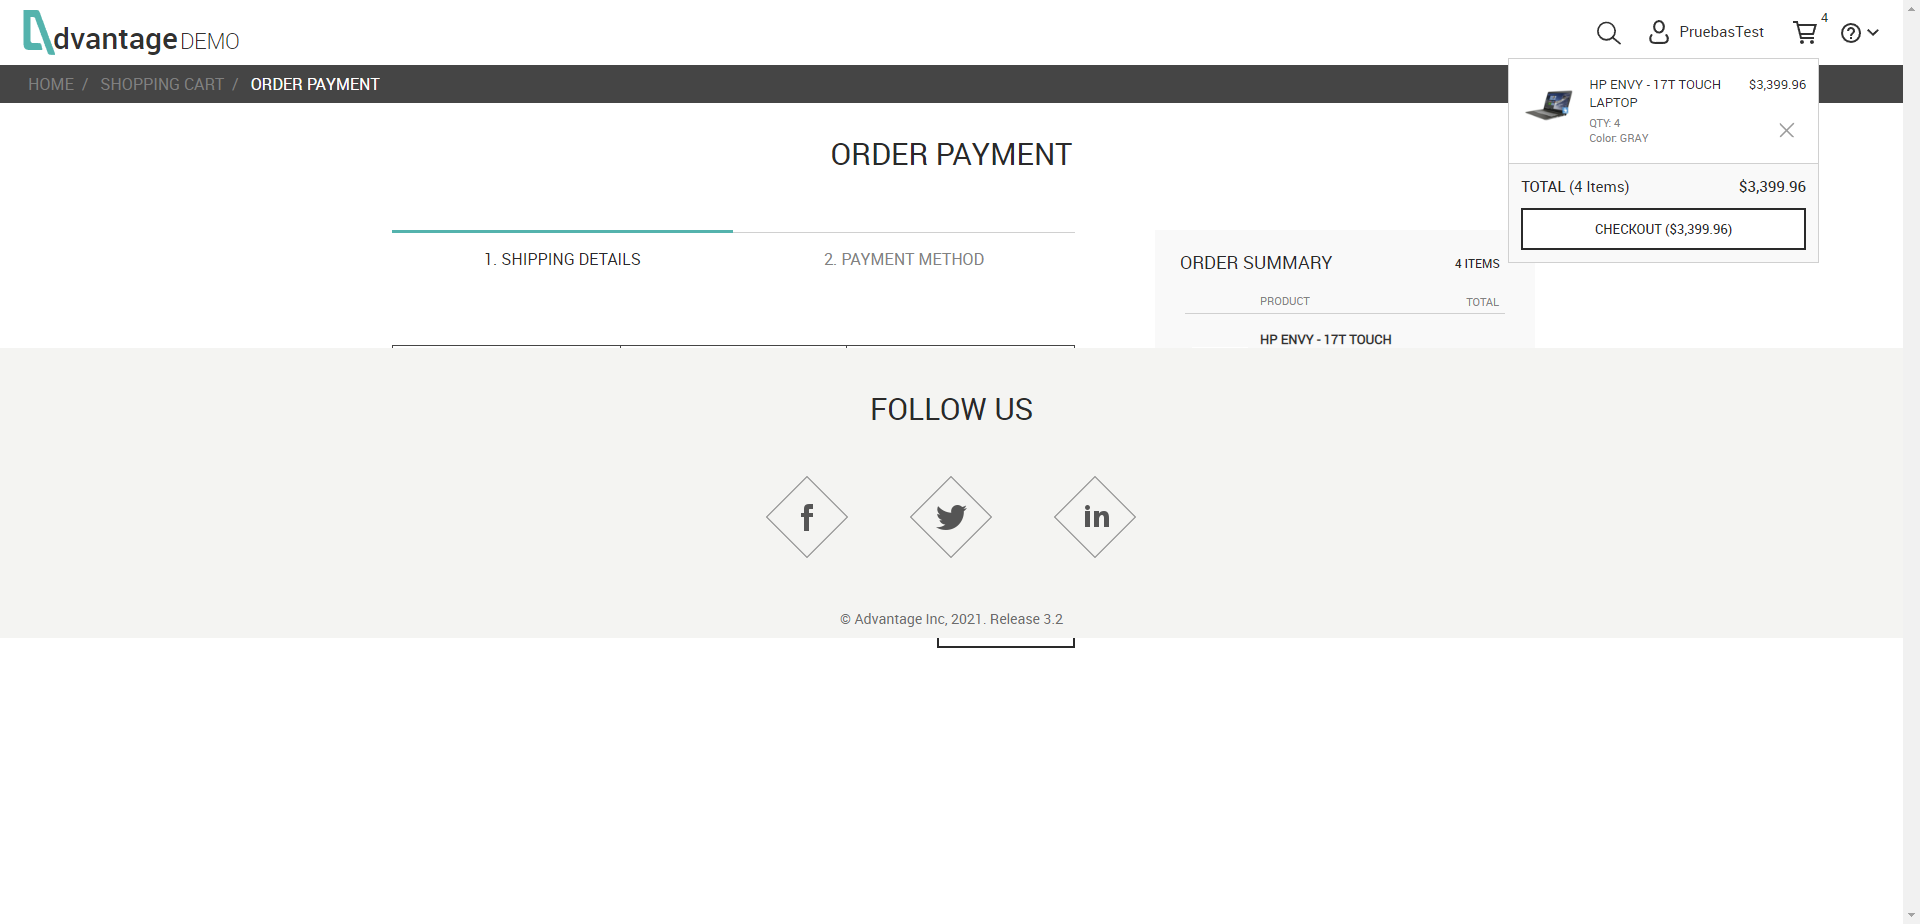 dvantage DEMO
PruebasTest
4
HOME / SHOPPING CART / ORDER PAYMENT
HP ENVY - 17T TOUCH LAPTOP $3,399.96
QTY: 4
Color: GRAY
TOTAL (4 Items) $3,399.96
CHECKOUT ($3,399.96)
ORDER PAYMENT
1. SHIPPING DETAILS
2. PAYMENT METHOD
ORDER SUMMARY 4 ITEMS
PRODUCT TOTAL
HP ENVY - 17T TOUCH
FOLLOW US
f
in
© Advantage Inc, 2021. Release 3.2